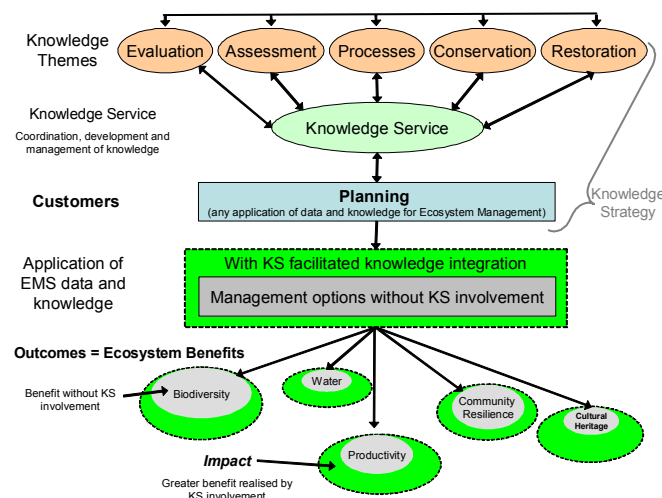 Knowledge
Themes
Evaluation
Assessment
Processes
Conservation
Restoration
Knowledge Service
Coordination, development and
management of knowledge
Knowledge Service
Customers
Planning
(any application of data and knowledge for Ecosystem Management)
Knowledge
Strategy
Application of
EMS data and
knowledge
With KS facilitated knowledge integration
Management options without KS involvement
Outcomes = Ecosystem Benefits
Benefit without KS
involvement
Biodiversity
Water
Community
Resilience
Cultural
Heritage
Productivity
Impact
Greater benefit realised by
KS involvement